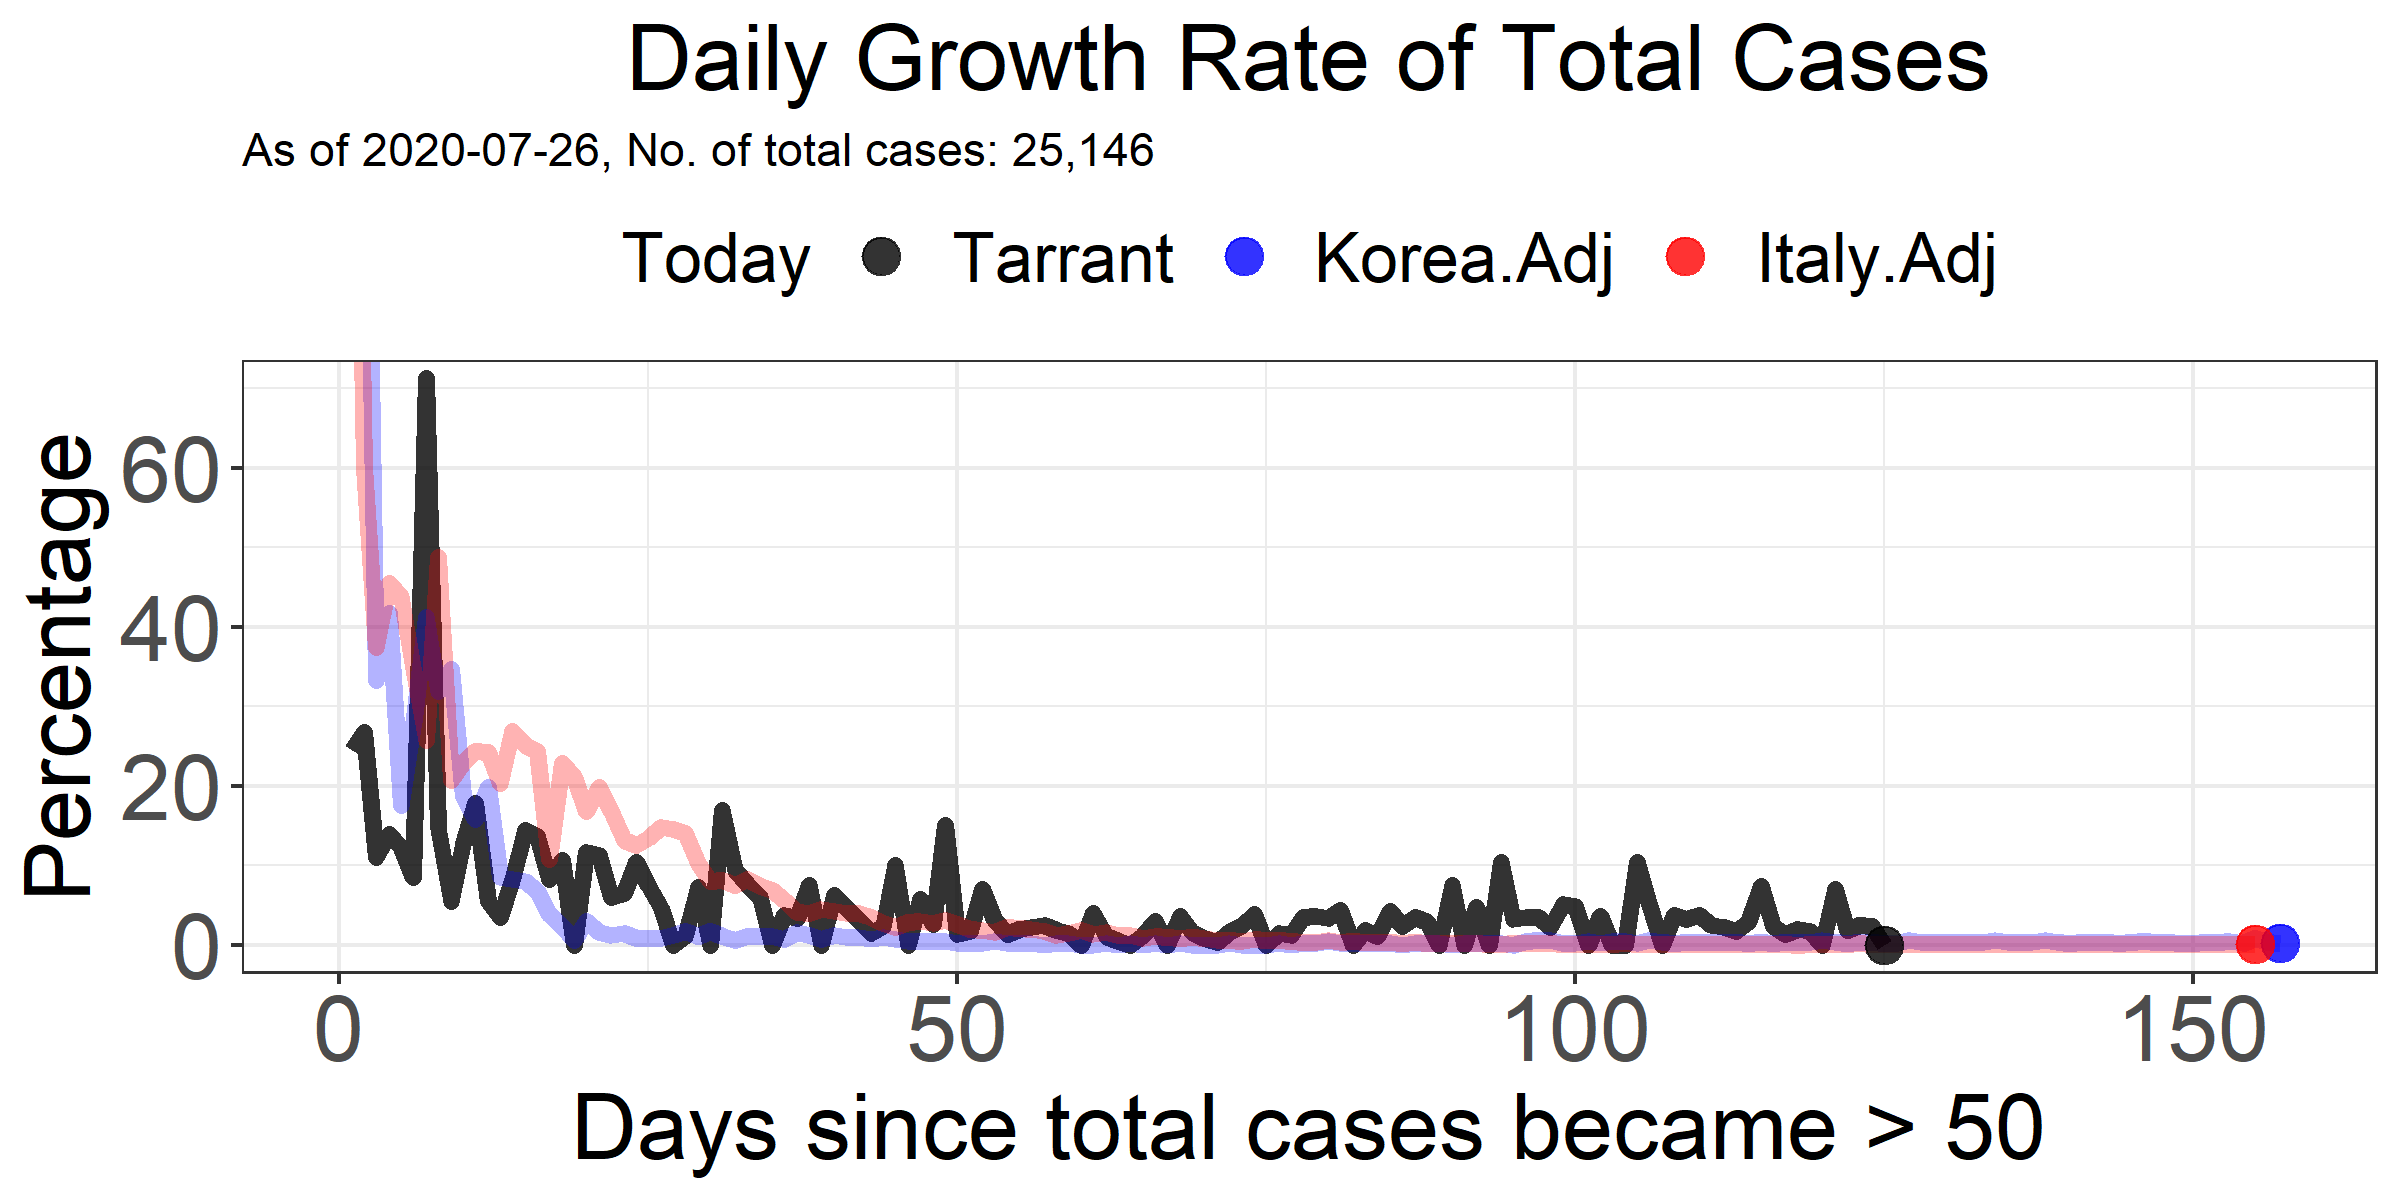 Daily Growth Rate of Total Cases
As of 2020-07-26, No. of total cases: 25,146
Today Tarrant Korea.Adj Italy.Adj
Percentage
60
40
20
0
0 50 100 150
Days since total cases became > 50